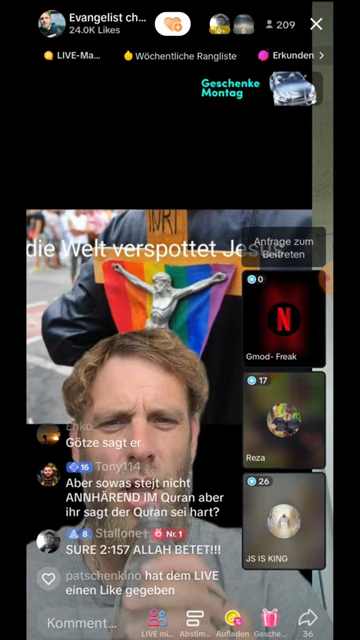 Evangelist ch...
24.0K Likes
209
LIVE-Ma...
Wöchentliche Rangliste
Erkunden
Geschenke
Montag
die Welt verspottet Jesus
Anfrage zum
Beitreten
0
N
Gmod- Freak
17
Reza
26
JS IS KING
Enko
Götze sagt er
16 Tony114
Aber sowas stejt nicht
ANNHÄREND IM Quran aber
ihr sagt der Quran sei hart?
8 Stallone† Nr. 1
SURE 2:157 ALLAH BETET!!!
patschenkino hat dem LIVE
einen Like gegeben
Komment...
LIVE mi...
Abstim...
Aufladen
Gesche...
36